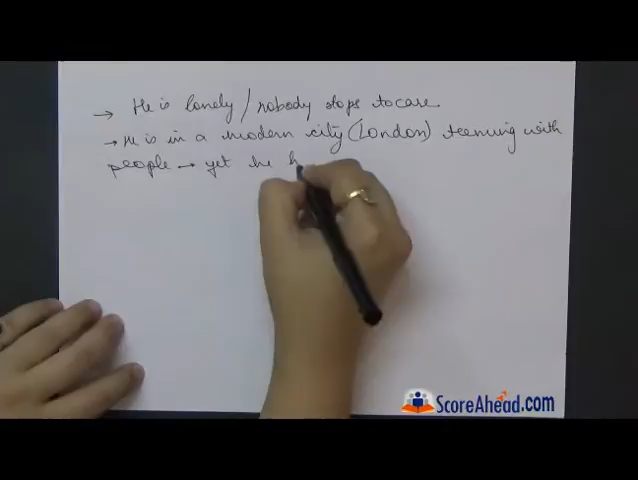 → He is lonely / nobody stops to care.
→ He is in a modern city (London) teeming with
people → yet he h
ScoreAhead.com